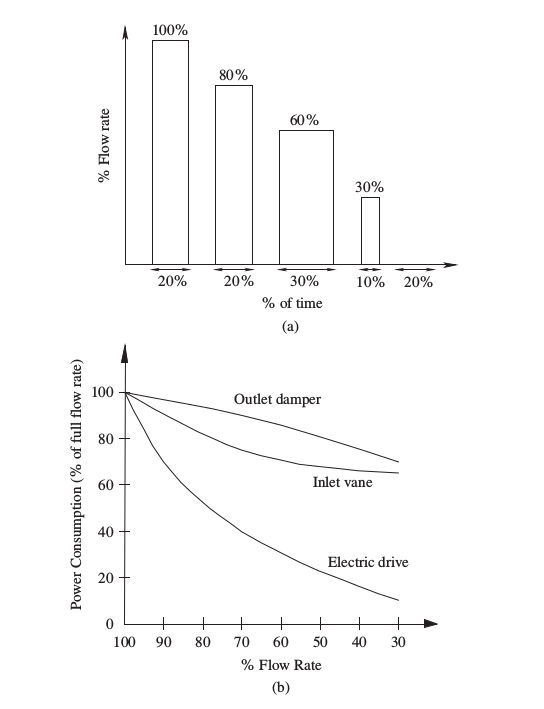 100%
80%
60%
30%
% Flow rate
20% 20% 30% 10% 20%
% of time
(a)
Power Consumption (% of full flow rate)
100
80
60
40
20
0
Outlet damper
Inlet vane
Electric drive
100 90 80 70 60 50 40 30
% Flow Rate
(b)